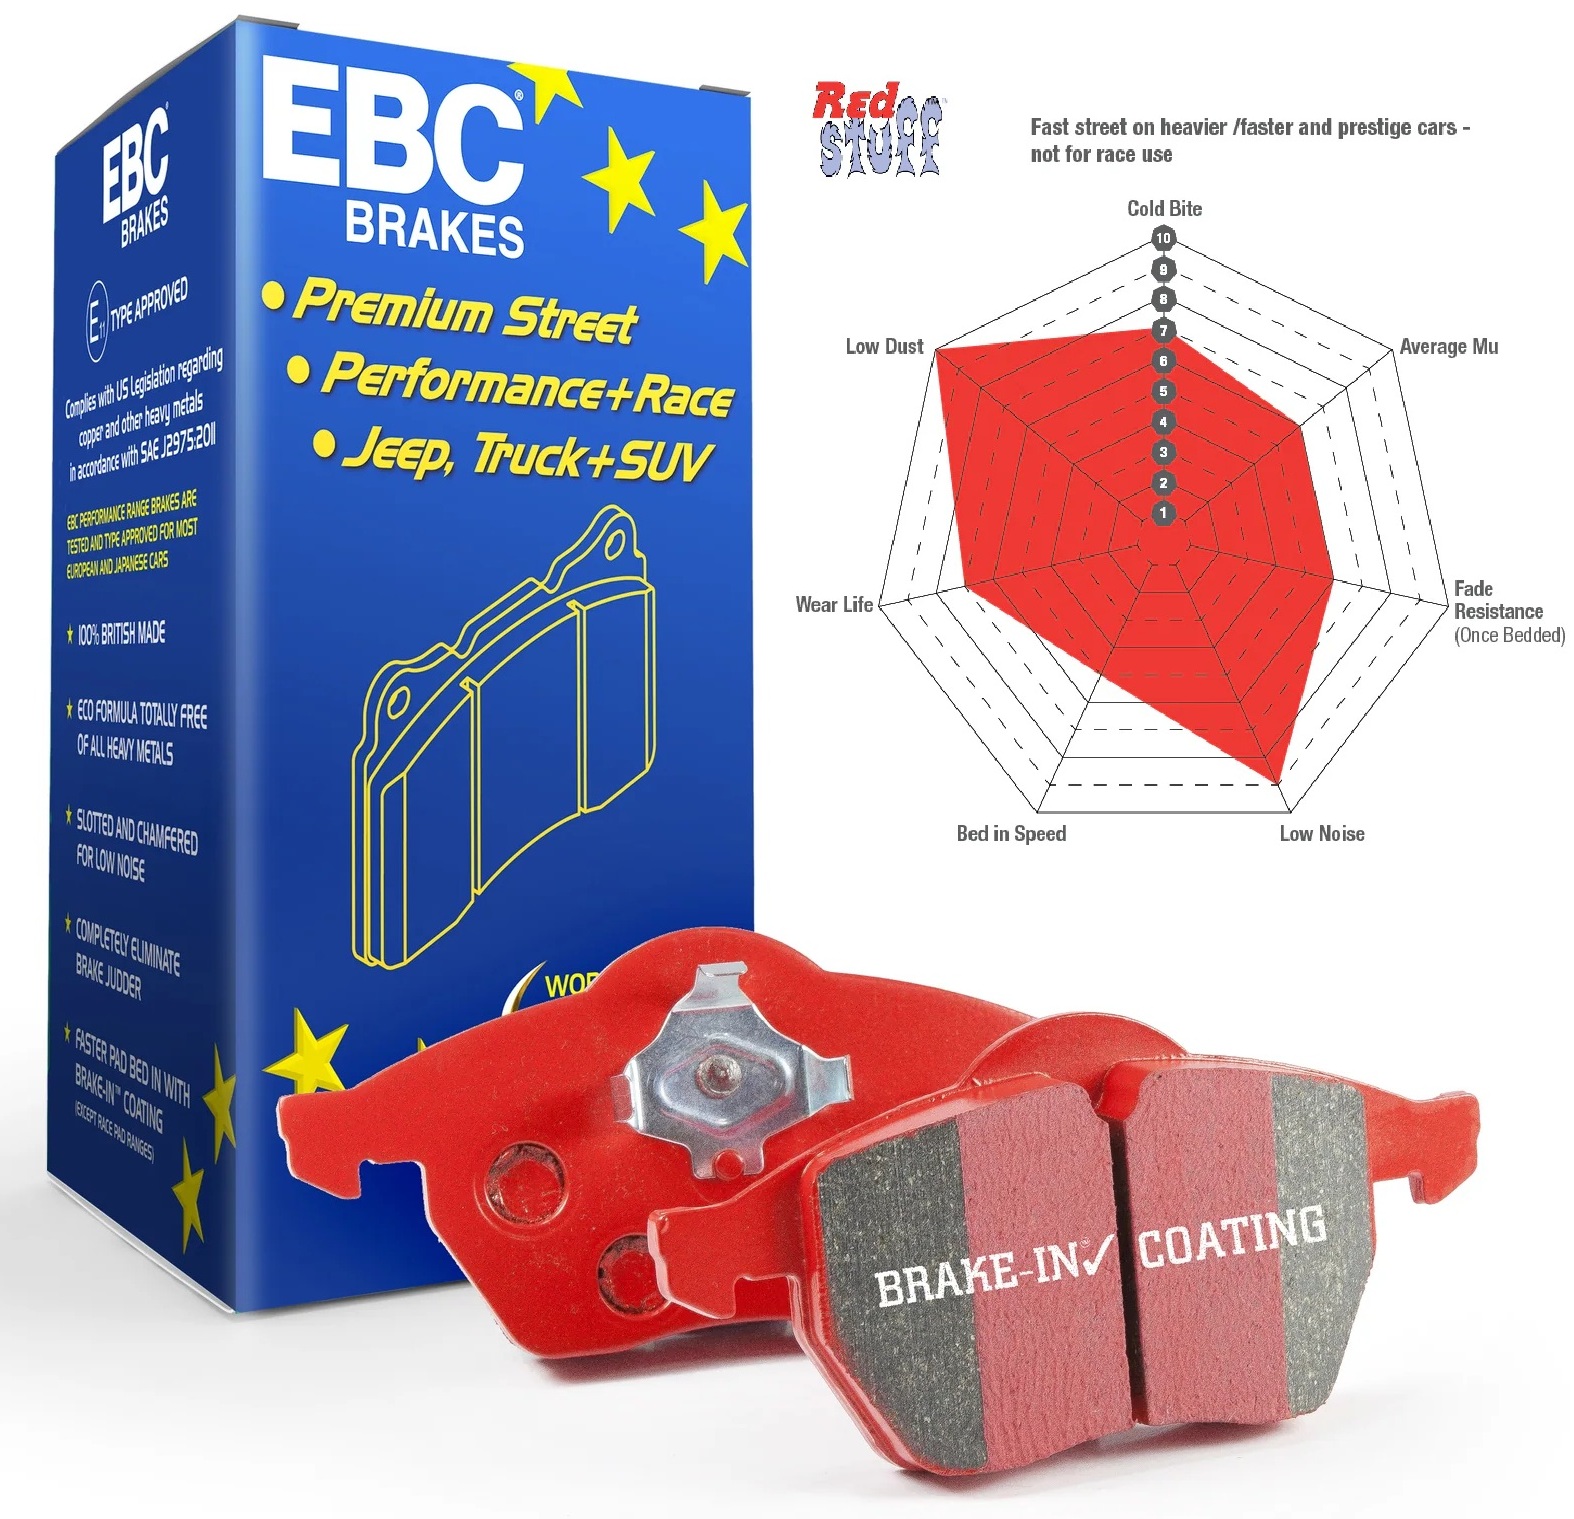 EBC
BRAKES
E11 TYPE APPROVED
Complies with US Legislation regarding
copper and other heavy metals
in accordance with SAE J2975:2011
EBC PERFORMANCE RANGE BRAKES ARE
TESTED AND TYPE APPROVED FOR MOST
EUROPEAN AND JAPANESE CARS
100% BRITISH MADE
ECO FORMULA TOTALLY FREE
OF ALL HEAVY METALS
SLOTTED AND CHAMFERED
FOR LOW NOISE
COMPLETELY ELIMINATE
BRAKE JUDDER
FASTER PAD BED IN WITH
BRAKE-IN™ COATING
(EXCEPT RACE PAD RANGES)
EBC®
BRAKES
• Premium Street
• Performance+Race
• Jeep, Truck+SUV
Red
Stuff
Fast street on heavier /faster and prestige cars -
not for race use
Cold Bite
10
9
8
7
6
5
4
3
2
1
Low Dust
Average Mu
Wear Life
Fade
Resistance
(Once Bedded)
Bed in Speed
Low Noise
BRAKE-IN✓ COATING